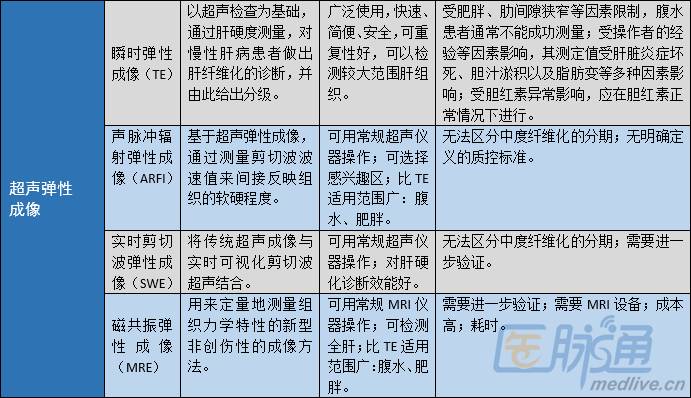 超声弹性
成像
瞬时弹性
成像（TE）
以超声检查为基础，
通过肝硬度测量，对
慢性肝病患者做出
肝纤维化的诊断，并
由此给出分级。
广泛使用，快速、
简便、安全，可重
复性好，可以检
测较大范围肝组
织。
受肥胖、肋间隙狭窄等因素限制，腹水
患者通常不能成功测量；受操作者的经
验等因素影响，其测定值受肝脏炎症坏
死、胆汁淤积以及脂肪变等多种因素影
响；受胆红素异常影响，应在胆红素正
常情况下进行。
声脉冲辐
射弹性成
像（ARFI）
基于超声弹性成像，
通过测量剪切波波
速值来间接反映
组织的软硬程度。
可用常规超声仪
器操作；可选择
感兴趣区；比 TE
适用范围广：腹
水、肥胖。
无法区分中度纤维化的分期；无明确定
义的质控标准。
实时剪切
波弹性成
像（SWE）
将传统超声成像与
实时可视化剪切波
超声结合。
可用常规超声仪
器操作；对肝硬
化诊断效能好。
无法区分中度纤维化的分期；需要进一
步验证。
磁共振弹
性成像
（MRE）
用来定量地测量组
织力学特性的新型
非创伤性的成像方
法。
可用常规 MRI 仪
器操作；可检测
全肝；比 TE 适用
范围广:腹水、肥
胖。
需要进一步验证；需要 MRI 设备；成本
高；耗时。
医脉通
medlive.cn